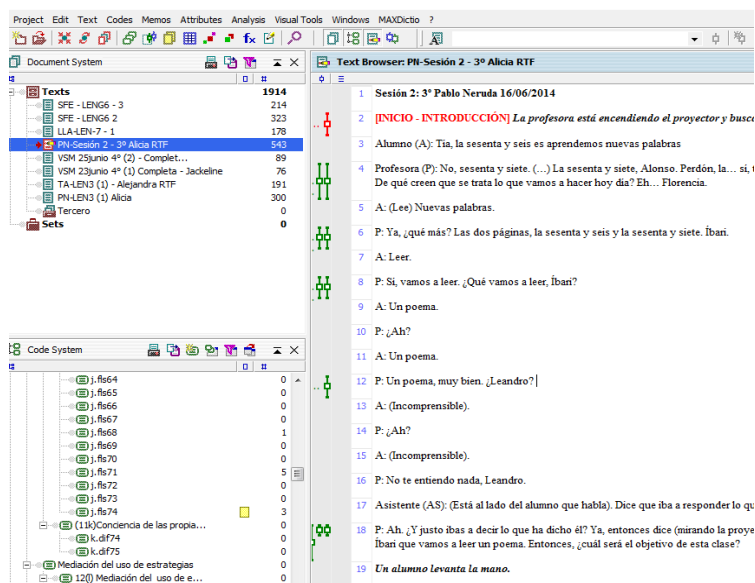 Project Edit Text Codes Memos Attributes Analysis Visual Tools Windows MAXDictio ?
Document System
Texts 1914
SFE - LENG6 - 3 214
SFE - LENG6 2 323
LLA-LEN-7 - 1 178
PN-Sesión 2 - 3º Alicia RTF 543
VSM 25junio 4º (2) - Complet... 89
VSM 23junio 4º (1) Completa - Jackeline 76
TA-LEN3 (1) - Alejandra RTF 191
PN-LEN3 (1) Alicia 300
Tercero 0
Sets 0
Code System
j.fls64 0
j.fls65 0
j.fls66 0
j.fls67 0
j.fls68 1
j.fls69 0
j.fls70 0
j.fls71 5
j.fls72 0
j.fls73 0
j.fls74 3
(11k)Conciencia de las propia... 0
k.dif74 0
k.dif75 0
Mediación del uso de estrategias 0
12(l) Mediación del uso de e... 0
Text Browser: PN-Sesión 2 - 3º Alicia RTF
1 Sesión 2: 3º Pablo Neruda 16/06/2014
2 [INICIO - INTRODUCCIÓN] La profesora está encendiendo el proyector y busca
3 Alumno (A): Tía, la sesenta y seis es aprendemos nuevas palabras
4 Profesora (P): No, sesenta y siete. (…) La sesenta y siete, Alonso. Perdón, la… sí, t
De qué creen que se trata lo que vamos a hacer hoy día? Eh… Florencia.
5 A: (Lee) Nuevas palabras.
6 P: Ya, ¿qué más? Las dos páginas, la sesenta y seis y la sesenta y siete. Íbari.
7 A: Leer.
8 P: Sí, vamos a leer. ¿Qué vamos a leer, Íbari?
9 A: Un poema.
10 P: ¿Ah?
11 A: Un poema.
12 P: Un poema, muy bien. ¿Leandro?
13 A: (Incomprensible).
14 P: ¿Ah?
15 A: (Incomprensible).
16 P: No te entiendo nada, Leandro.
17 Asistente (AS): (Está al lado del alumno que habla). Dice que iba a responder lo qu
18 P: Ah. ¿Y justo ibas a decir lo que ha dicho él? Ya, entonces dice (mirando la proye
Íbari que vamos a leer un poema. Entonces, ¿cuál será el objetivo de esta clase?
19 Un alumno levanta la mano.